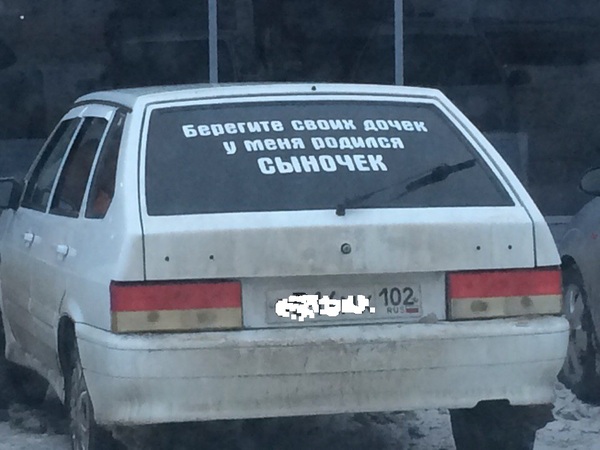 Берегите своих дочек
у меня родился
СЫНОЧЕК
102
RUS